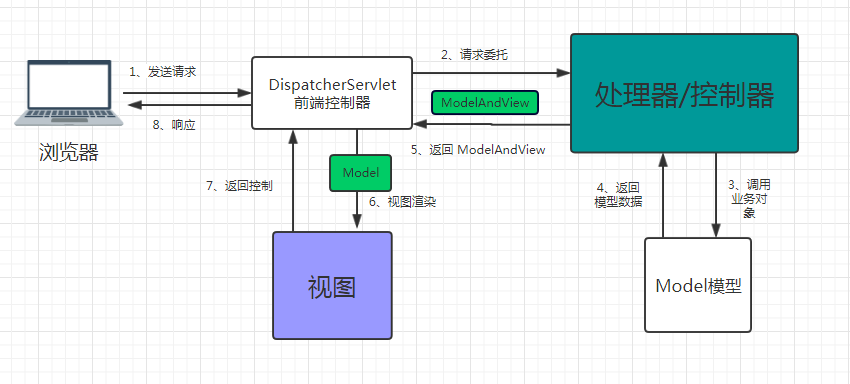 1、发送请求
8、响应
浏览器
DispatcherServlet
前端控制器
2、请求委托
ModelAndView
5、返回 ModelAndView
处理器/控制器
7、返回控制
Model
6、视图渲染
视图
4、返回
模型数据
3、调用
业务对
象
Model模型